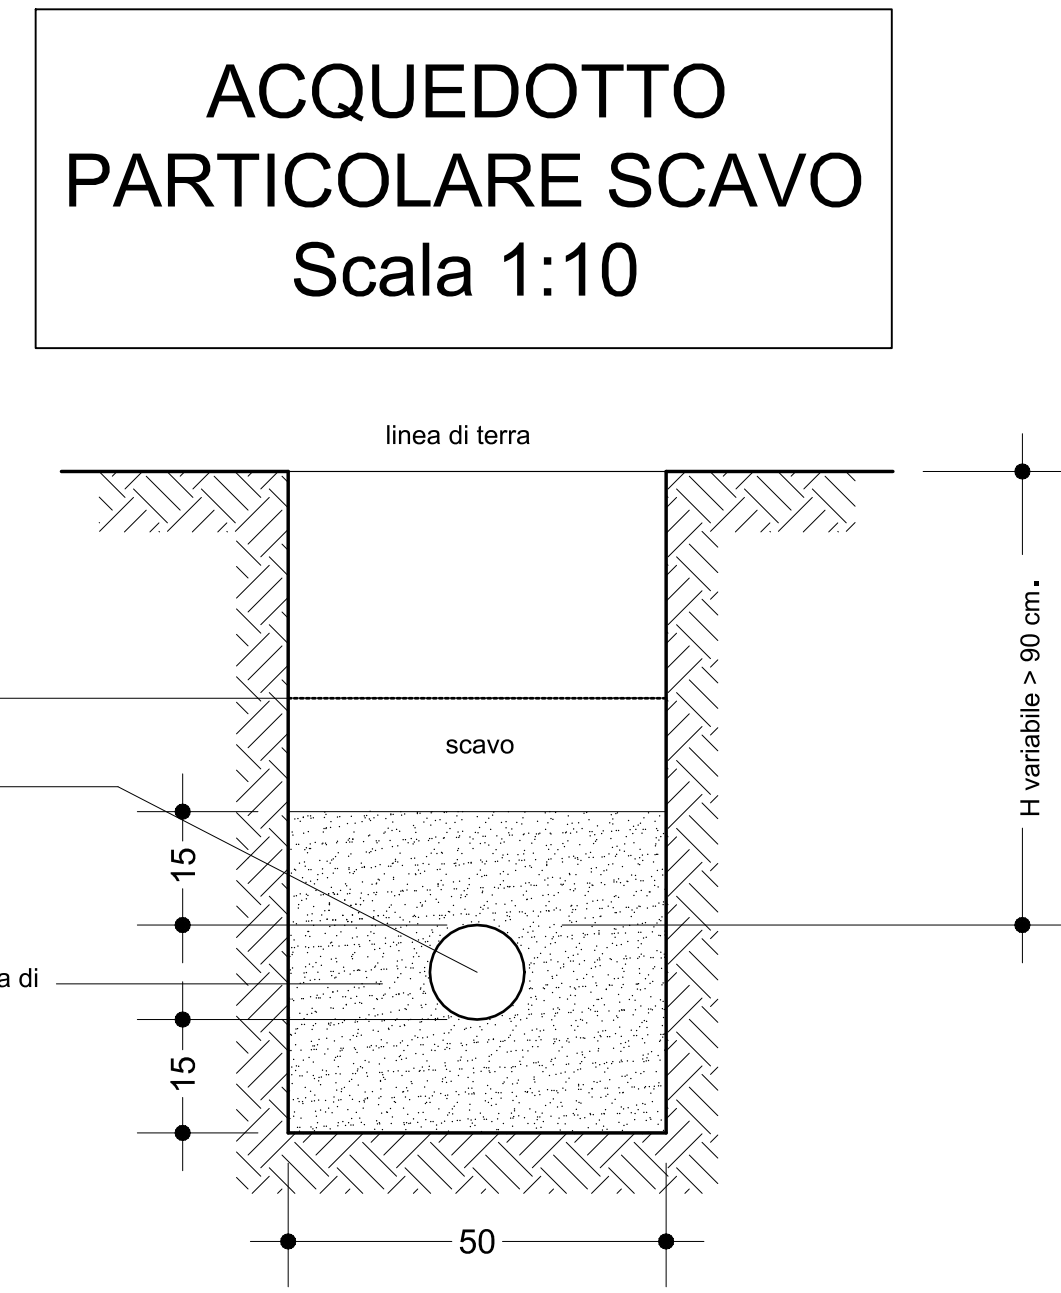 ACQUEDOTTO
PARTICOLARE SCAVO
Scala 1:10
linea di terra
H variabile > 90 cm.
scavo
15
a di
15
50